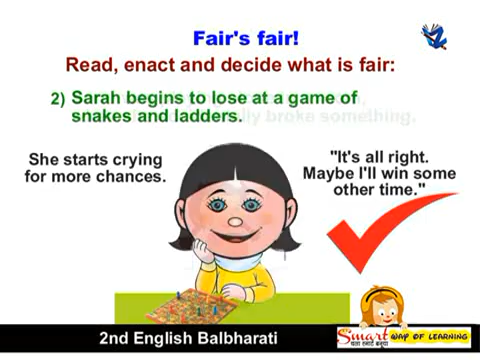 Fair's fair!
Read, enact and decide what is fair:
2) Sarah begins to lose at a game of
snakes and ladders.
She starts crying
for more chances.
"It's all right.
Maybe I'll win some
other time."
2nd English Balbharati
Smart WAY OF LEARNING